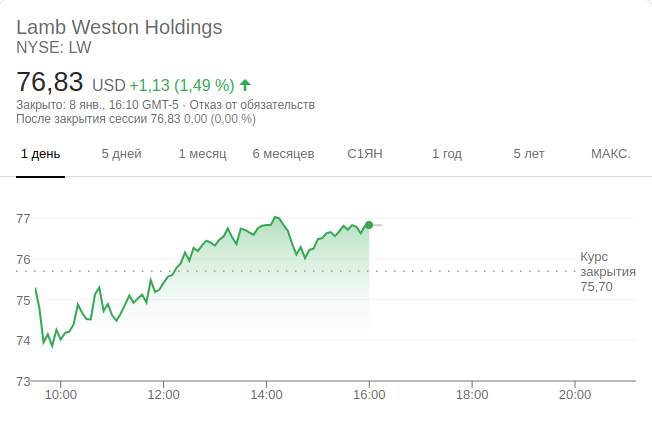 Lamb Weston Holdings
NYSE: LW
76,83 USD +1,13 (1,49 %)
Закрыто: 8 янв., 16:10 GMT-5 · Отказ от обязательств
После закрытия сессии 76,83 0,00 (0,00 %)
1 день 5 дней 1 месяц 6 месяцев С1ЯН 1 год 5 лет МАКС.
77
76
Курс
закрытия
75,70
75
74
73
10:00 12:00 14:00 16:00 18:00 20:00